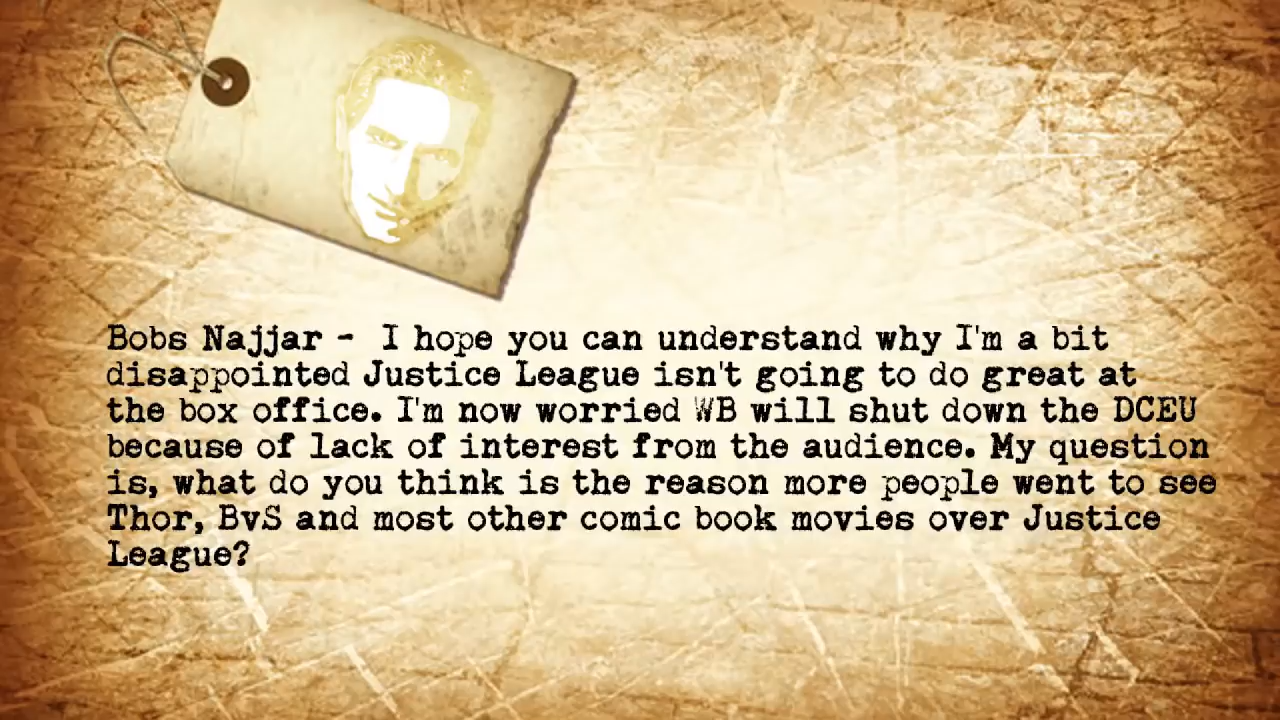 Bobs Najjar - I hope you can understand why I'm a bit
disappointed Justice League isn't going to do great at
the box office. I'm now worried WB will shut down the DCEU
because of lack of interest from the audience. My question
is, what do you think is the reason more people went to see
Thor, BvS and most other comic book movies over Justice
League?